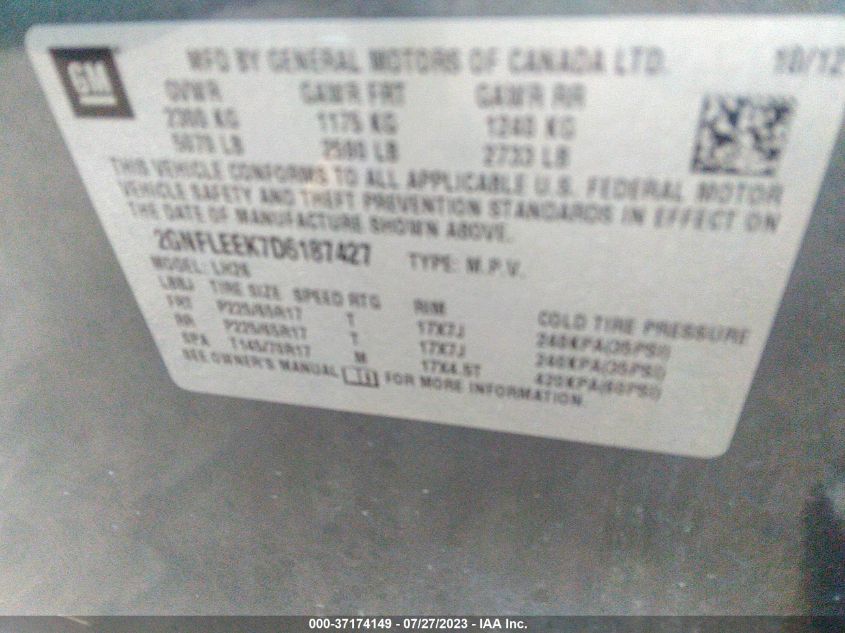 GM
MFD BY GENERAL MOTORS OF CANADA LTD. 10/12
GVWR GAWR FRT GAWR RR
2300 KG 1175 KG 1240 KG
5070 LB 2590 LB 2733 LB
THIS VEHICLE CONFORMS TO ALL APPLICABLE U.S. FEDERAL MOTOR
VEHICLE SAFETY AND THEFT PREVENTION STANDARDS IN EFFECT ON
THE DATE OF MANUFACTURE SHOWN ABOVE.
2GNFLEEK7D6187427 TYPE: M.P.V.
MODEL: LH26
LBBJ TIRE SIZE SPEED RTG RIM COLD TIRE PRESSURE
FRT P225/65R17 T 17X7J 240KPA(35PSI)
RR P225/65R17 T 17X7J 240KPA(35PSI)
SPA T145/70R17 M 17X4.5T 420KPA(60PSI)
SEE OWNER'S MANUAL FOR MORE INFORMATION.
000-37174149 - 07/27/2023 - IAA Inc.